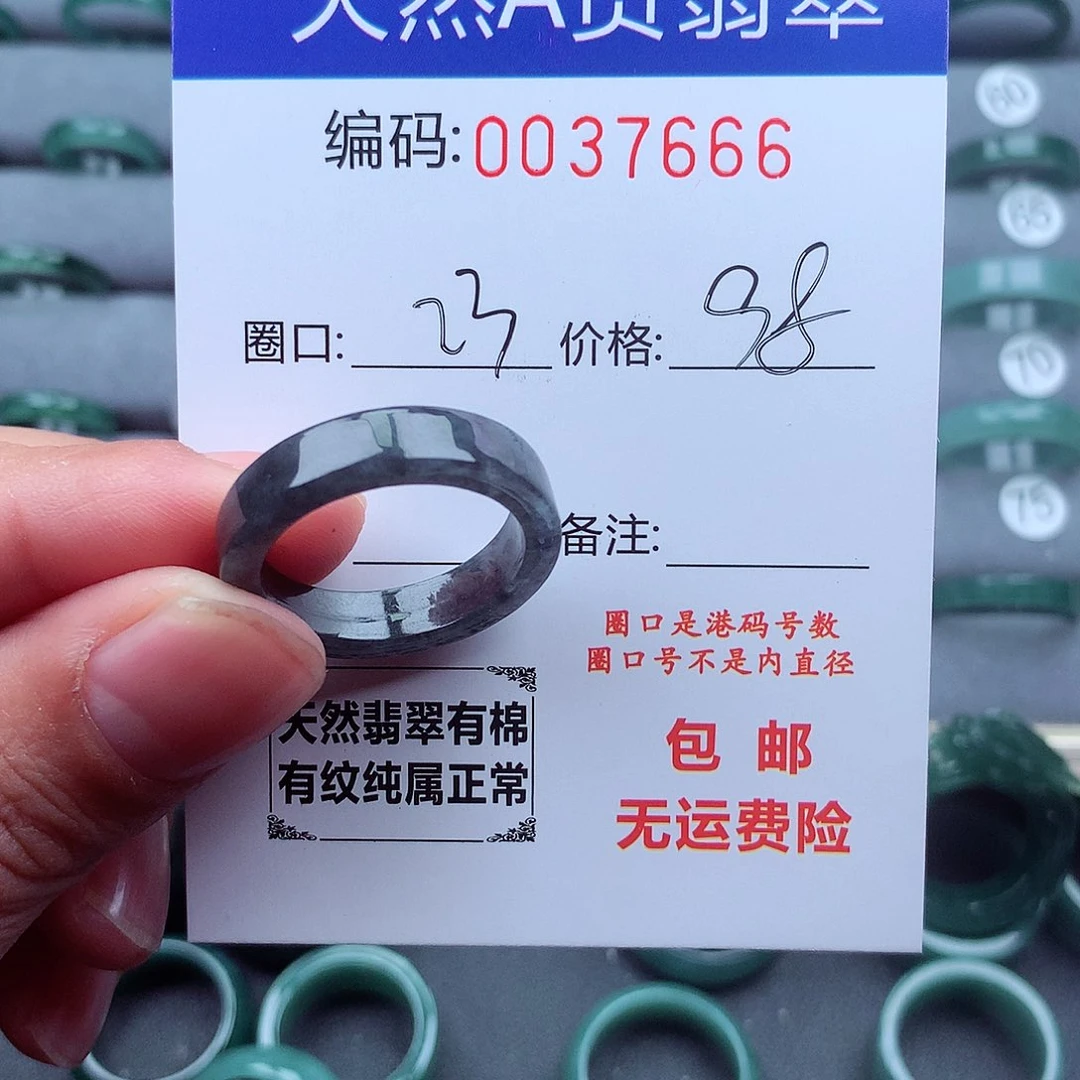 天然A货翡翠
编码:0037666
圈口: 23 价格: 98
备注:
圈口是港码号数
圈口号不是内直径
天然翡翠有棉
有纹纯属正常
包 邮
无运费险
60
65
70
75